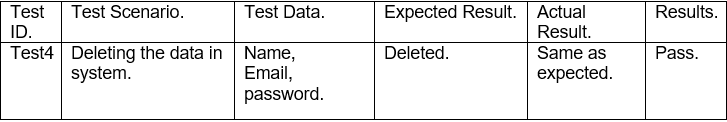 Test ID.
Test Scenario.
Test Data.
Expected Result.
Actual Result.
Results.
Test4
Deleting the data in system.
Name,
Email,
password.
Deleted.
Same as expected.
Pass.